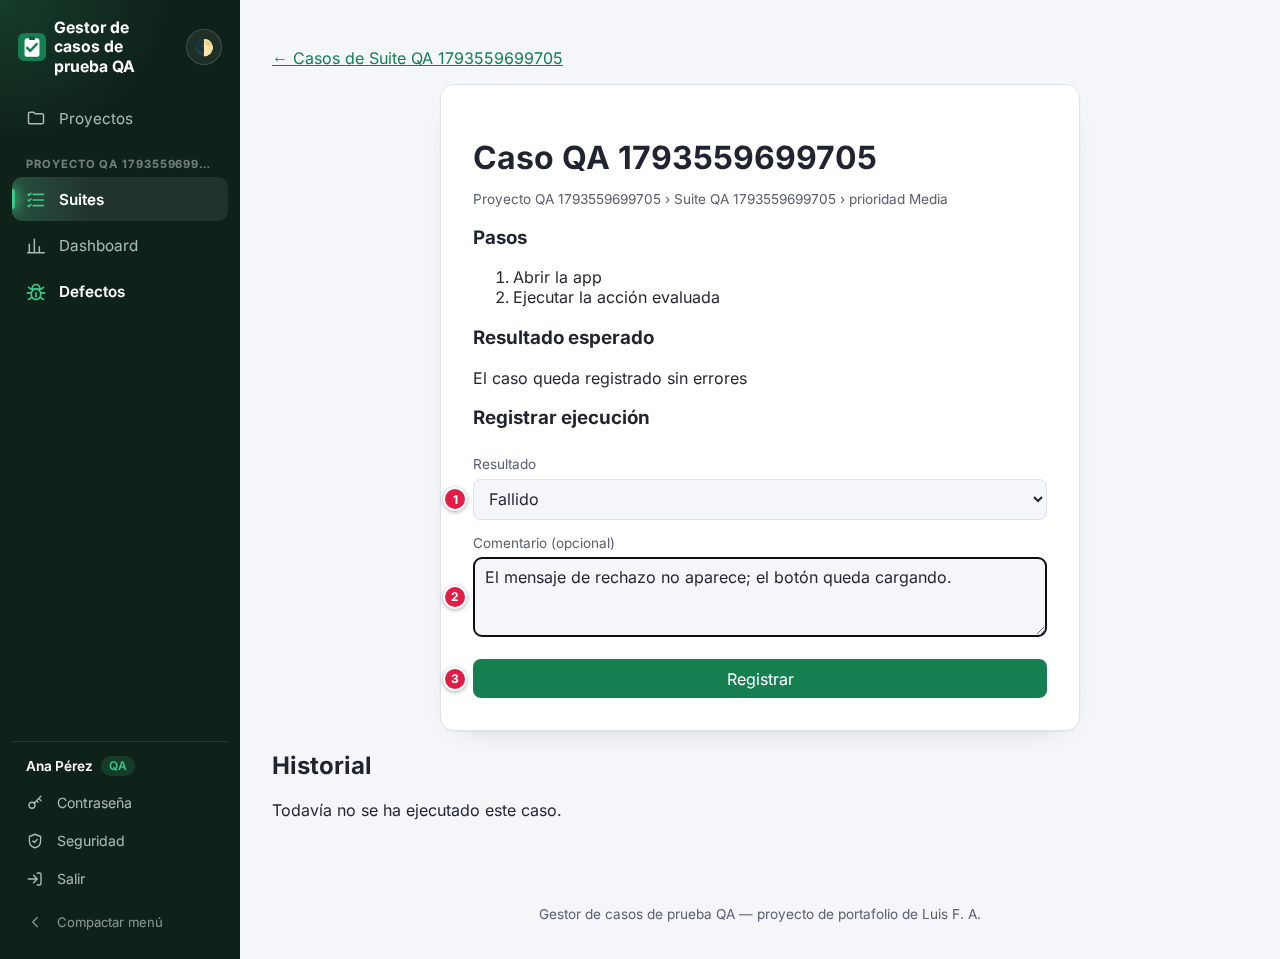 Gestor de
casos de
prueba QA
Proyectos
PROYECTO QA 1793559699...
Suites
Dashboard
Defectos
Ana Pérez QA
Contraseña
Seguridad
Salir
Compactar menú
← Casos de Suite QA 1793559699705
Caso QA 1793559699705
Proyecto QA 1793559699705 › Suite QA 1793559699705 › prioridad Media
Pasos
1. Abrir la app
2. Ejecutar la acción evaluada
Resultado esperado
El caso queda registrado sin errores
Registrar ejecución
Resultado
1 Fallido
Comentario (opcional)
2 El mensaje de rechazo no aparece; el botón queda cargando.
3 Registrar
Historial
Todavía no se ha ejecutado este caso.
Gestor de casos de prueba QA — proyecto de portafolio de Luis F. A.